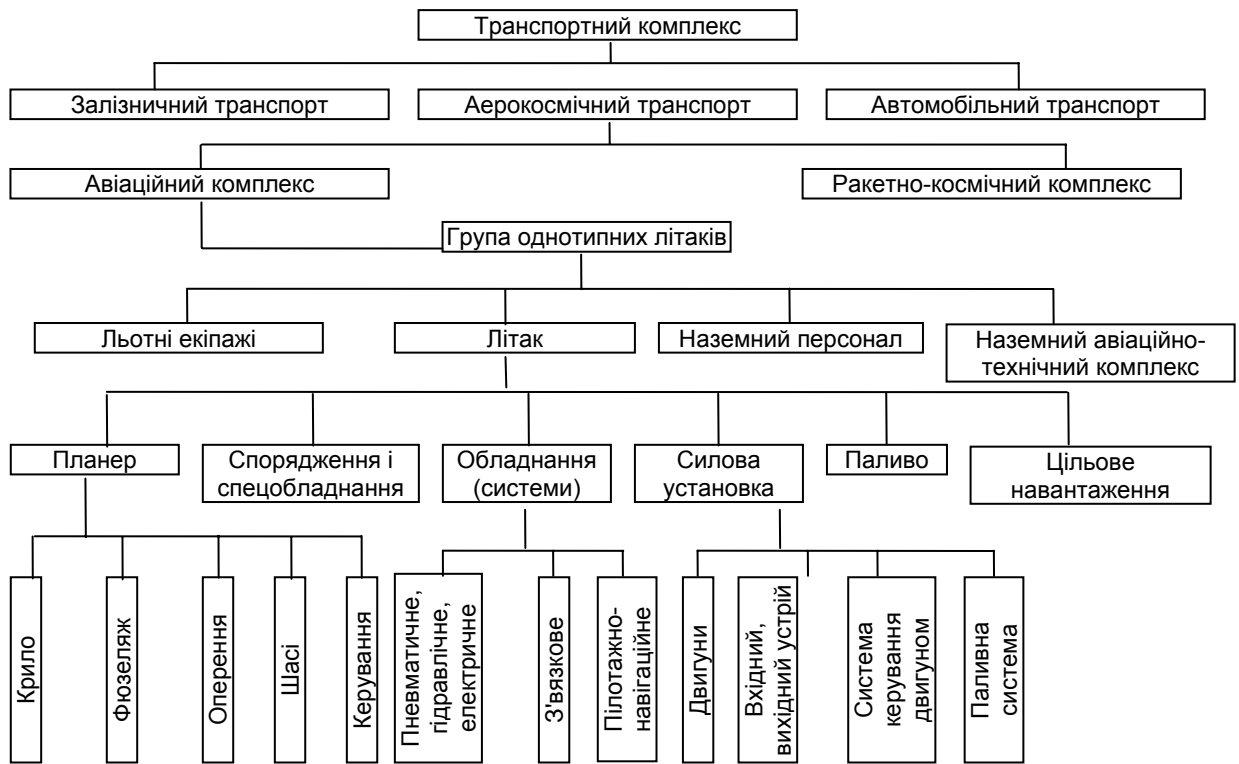 Транспортний комплекс
Залізничний транспорт
Аерокосмічний транспорт
Автомобільний транспорт
Авіаційний комплекс
Ракетно-космічний комплекс
Група однотипних літаків
Льотні екіпажі
Літак
Наземний персонал
Наземний авіаційно-
технічний комплекс
Планер
Спорядження і
спецобладнання
Обладнання
(системи)
Силова
установка
Паливо
Цільове
навантаження
Крило
Фюзеляж
Оперення
Шасі
Керування
Пневматичне,
гідравлічне,
електричне
З'вязкове
Пілотажно-
навігаційне
Двигуни
Вхідний,
вихідний устрій
Система
керування
двигуном
Паливна
система